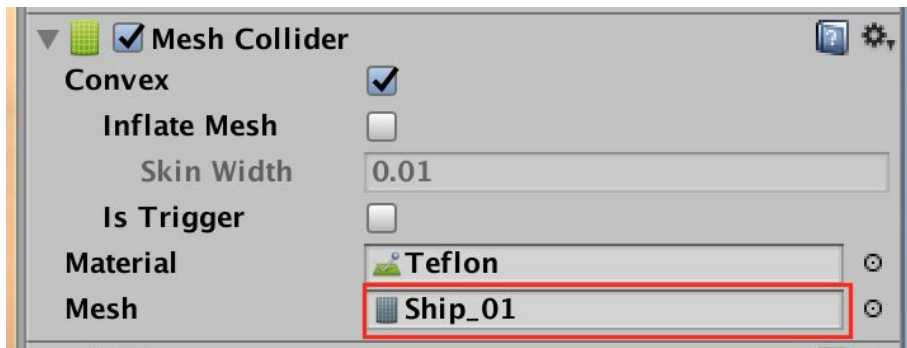 Mesh Collider
Convex
Inflate Mesh
Skin Width 0.01
Is Trigger
Material Teflon
Mesh Ship_01